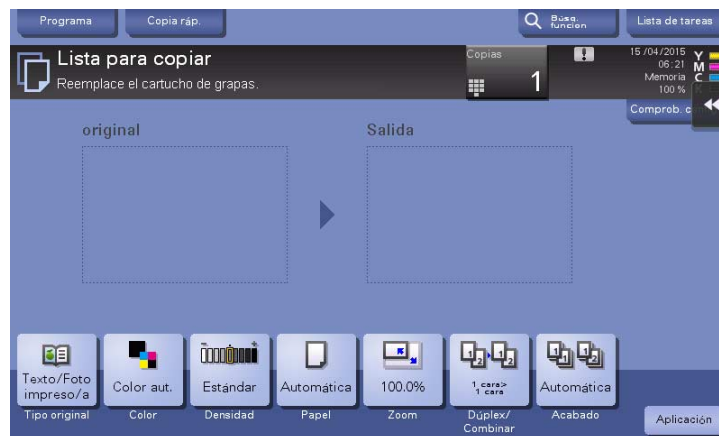 Programa
Copia ráp.
Búsq.
función
Lista de tareas
Lista para copiar
Reemplace el cartucho de grapas.
Copias
1
15/04/2015
06:21
Memoria
100 %
Y
M
C
K
Comprob.
original
Salida
Texto/Foto
impreso/a
Color aut.
Estándar
Automática
100.0%
1 cara>
1 cara
Automática
Tipo original
Color
Densidad
Papel
Zoom
Dúplex/
Combinar
Acabado
Aplicación